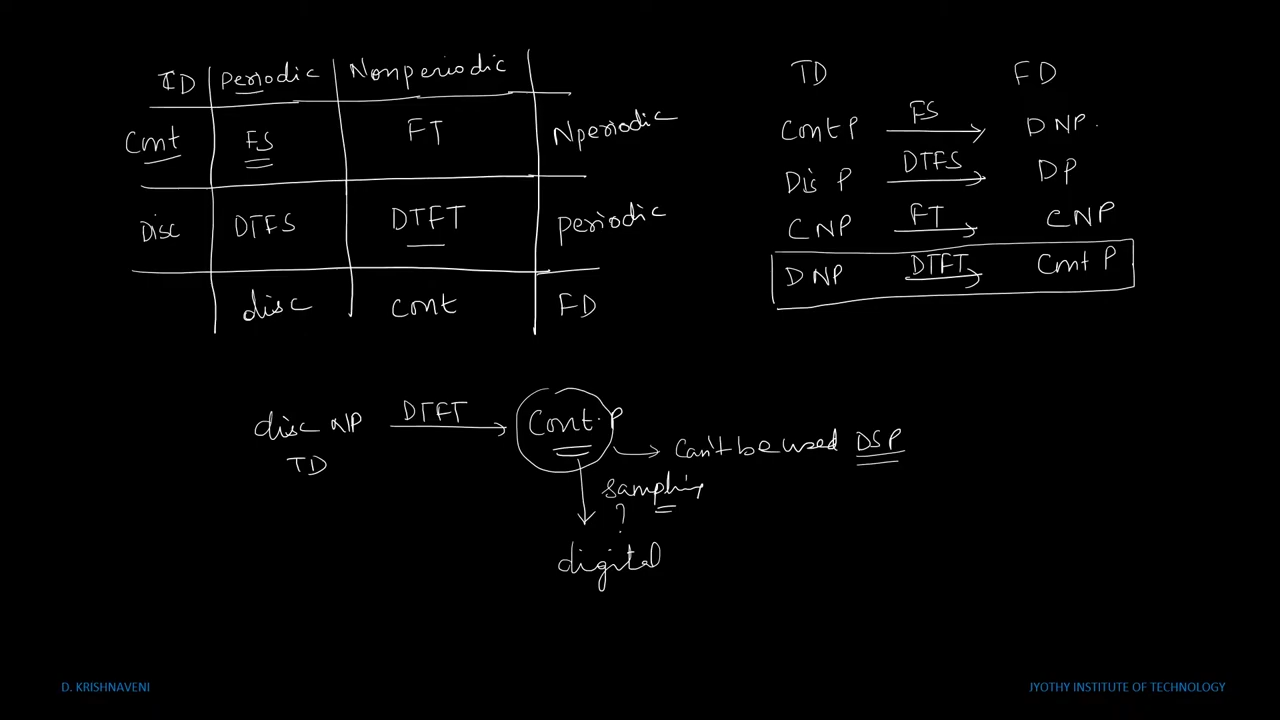 TD Periodic Nonperiodic
Cont FS FT Nperiodic
Disc DTFS DTFT periodic
disc cont FD
TD FD
Cont P FS DNP.
Dis P DTFS DP
CNP FT CNP
DNP DTFT Cont P
disc NP DTFT Cont. P
TD
Can't be used DSP
sampling
?
digital
D. KRISHNAVENI
JYOTHY INSTITUTE OF TECHNOLOGY